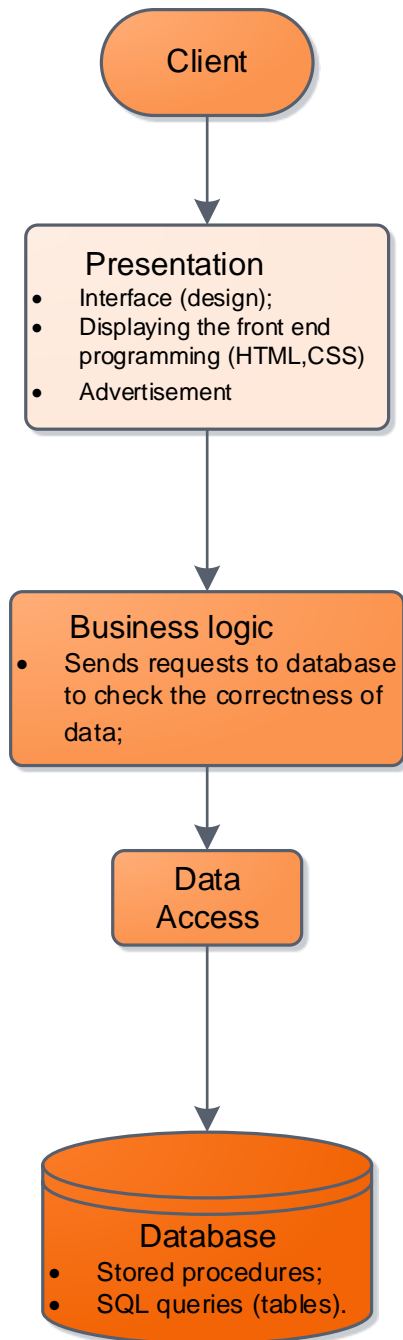 Client
Presentation
• Interface (design);
• Displaying the front end
programming (HTML,CSS)
• Advertisement
Business logic
• Sends requests to database
to check the correctness of
data;
Data
Access
Database
• Stored procedures;
• SQL queries (tables).